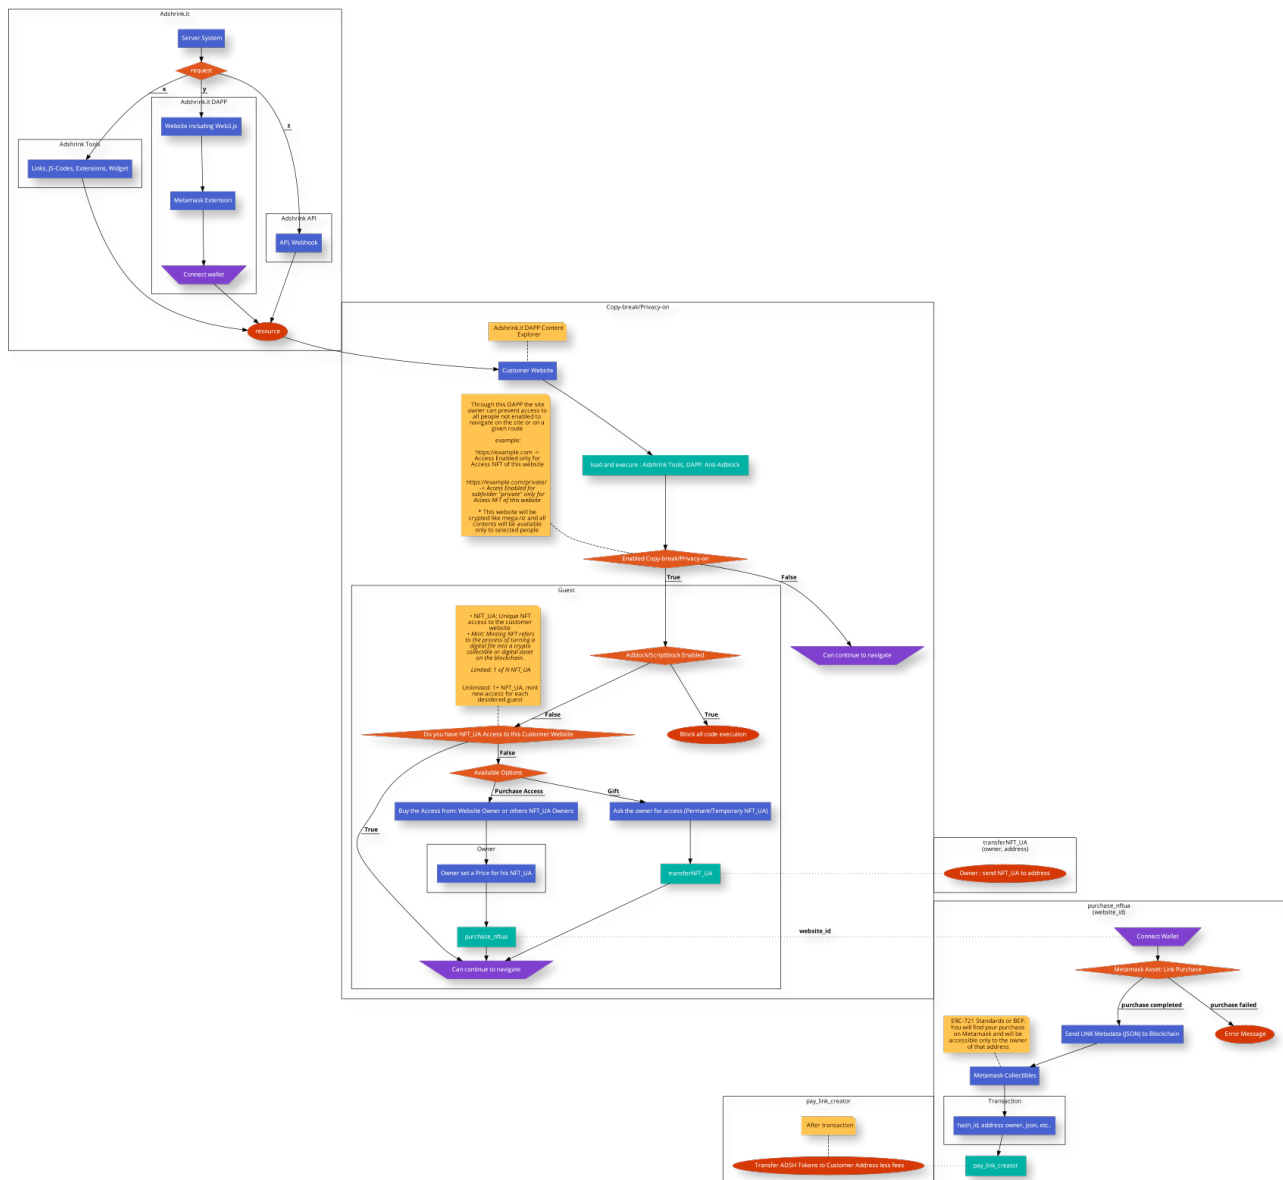 Adshrink.it
Server System
request
x
y
z
Adshrink.it DAPP
Website including Web3.js
Adshrink Tools
Links, JS-Codes, Extensions, Widget
Metamask Extension
Adshrink API
API, Webhook
Connect wallet
resource
Copy-break/Privacy-on
Adshrink.it DAPP Content
Explorer
Customer Website
Through this DAPP the site
owner can prevent access to
all people not enabled to
navigate on the site or on a
given route
example:
https://example.com ->
Access Enabled only for
Access NFT of this website
https://example.com/private/
-> Access Enabled for
subfolder "private" only for
Access NFT of this website
* This website will be
crypted like mega.nz and all
contents will be available
only to selected people
load and execure : Adshrink Tools, DAPP, Anti-Adblock
Enabled Copy-break/Privacy-on
True
False
Guest
• NFT_UA: Unique NFT
access to the customer
website
• Mint: Minting NFT refers
to the process of turning a
digital file into a crypto
collectible or digital asset
on the blockchain.
Limited: 1 of N NFT_UA
Unlimited: 1+ NFT_UA, mint
new access for each
desidered guest
Adblock/Scriptblock Enabled
Can continue to navigate
False
True
Do you have NFT_UA Access to this Customer Website
Block all code execution
False
Available Options
Purchase Access
Gift
Buy the Access from: Website Owner or others NFT_UA Owners
Ask the owner for access (Permant/Temporary NFT_UA)
True
Owner
Owner set a Price for his NFT_UA
transferNFT_UA
transferNFT_UA
(owner, address)
Owner : send NFT_UA to address
purchase_nftua
website_id
Can continue to navigate
purchase_nftua
(website_id)
Connect Wallet
Metamask Asset: Link Purchase
purchase completed
purchase failed
ERC-721 Standards or BEP.
You will find your purchase
on Metamask and will be
accessible only to the owner
of that address
Send LINK Metadata (JSON) to Blockchain
Error Message
Metamask Collectibles
pay_link_creator
Transaction
After transaction
hash_id, address owner, json, etc..
Transfer ADSH Tokens to Customer Address less fees
pay_link_creator